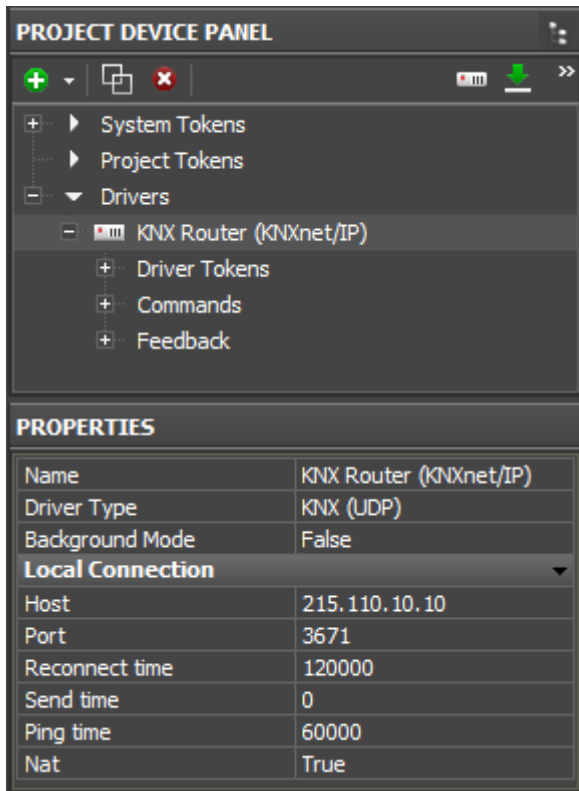 PROJECT DEVICE PANEL
System Tokens
Project Tokens
Drivers
KNX Router (KNXnet/IP)
Driver Tokens
Commands
Feedback
PROPERTIES
Name KNX Router (KNXnet/IP)
Driver Type KNX (UDP)
Background Mode False
Local Connection
Host 215.110.10.10
Port 3671
Reconnect time 120000
Send time 0
Ping time 60000
Nat True